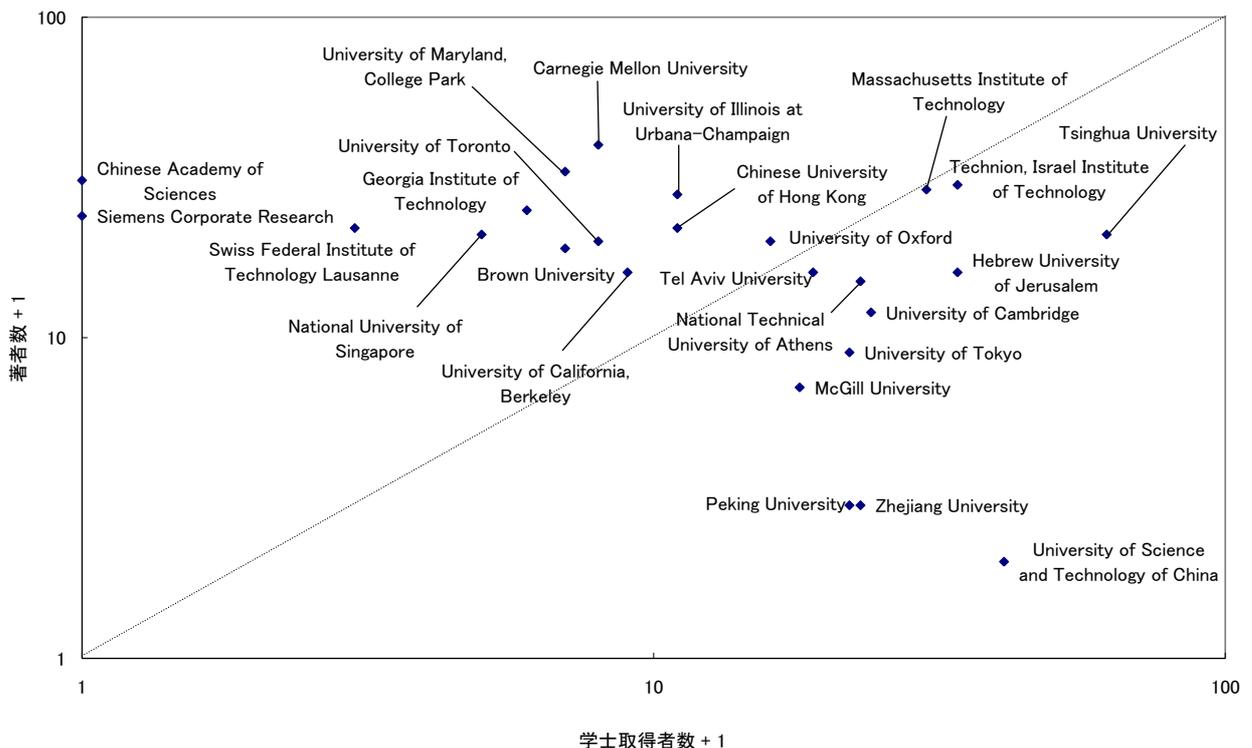 100
University of Maryland,
College Park
Carnegie Mellon University
Massachusetts Institute of
Technology
University of Illinois at
Urbana-Champaign
Tsinghua University
University of Toronto
Chinese Academy of
Sciences
Georgia Institute of
Technology
Chinese University
of Hong Kong
Technion, Israel Institute
of Technology
Siemens Corporate Research
Swiss Federal Institute of
Technology Lausanne
University of Oxford
Brown University
Tel Aviv University
Hebrew University
of Jerusalem
National University of
Singapore
National Technical
University of Athens
University of Cambridge
10
University of Tokyo
University of California,
Berkeley
McGill University
Peking University
Zhejiang University
University of Science
and Technology of China
1
1
10
100
著者数 + 1
学士取得者数 + 1